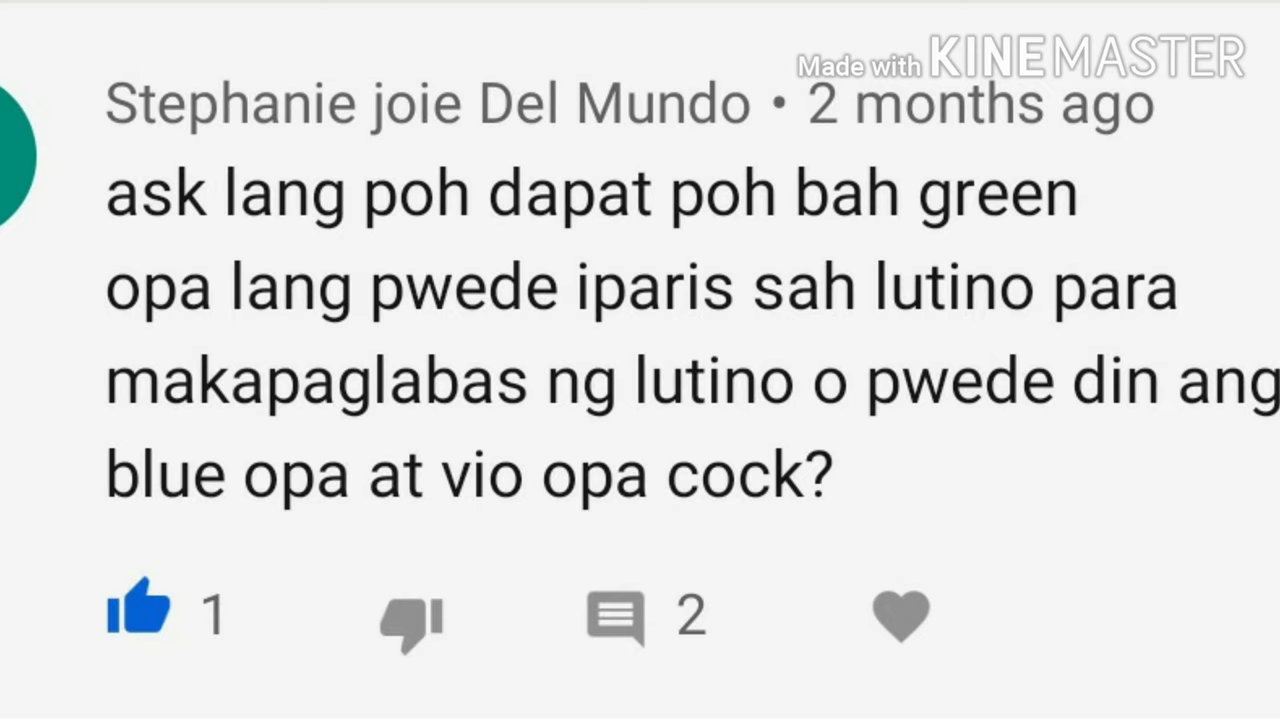 Made with KINEMASTER
Stephanie joie Del Mundo • 2 months ago
ask lang poh dapat poh bah green
opa lang pwede iparis sah lutino para
makapaglabas ng lutino o pwede din ang
blue opa at vio opa cock?
1 2